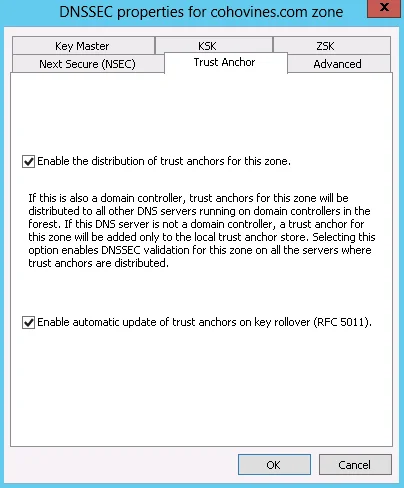 DNSSEC properties for cohovines.com zone
x
Key Master
KSK
ZSK
Next Secure (NSEC)
Trust Anchor
Advanced
Enable the distribution of trust anchors for this zone.
If this is also a domain controller, trust anchors for this zone will be
distributed to all other DNS servers running on domain controllers in the
forest. If this DNS server is not a domain controller, a trust anchor for
this zone will be added only to the local trust anchor store. Selecting this
option enables DNSSEC validation for this zone on all the servers where
trust anchors are distributed.
Enable automatic update of trust anchors on key rollover (RFC 5011).
OK
Cancel